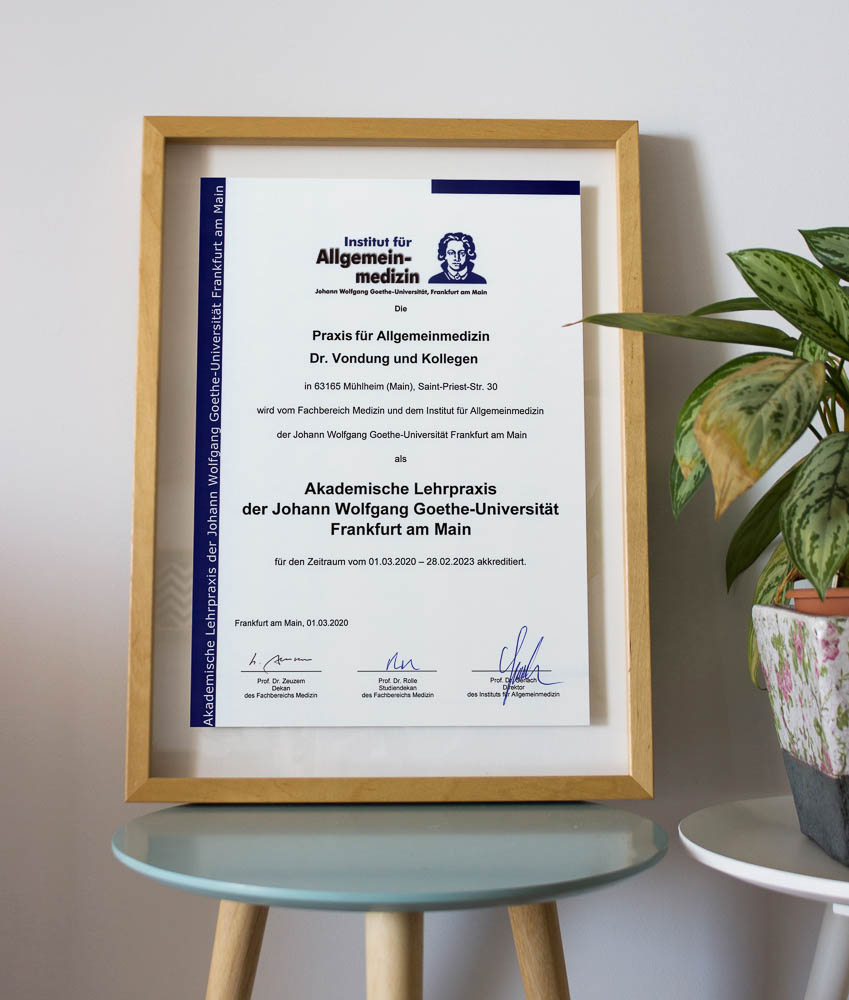 Akademische Lehrpraxis der Johann Wolfgang Goethe-Universität Frankfurt am Main
Institut für
Allgemein-
medizin
Johann Wolfgang Goethe-Universität, Frankfurt am Main
Die
Praxis für Allgemeinmedizin
Dr. Vondung und Kollegen
in 63165 Mühlheim (Main), Saint-Priest-Str. 30
wird vom Fachbereich Medizin und dem Institut für Allgemeinmedizin
der Johann Wolfgang Goethe-Universität Frankfurt am Main
als
Akademische Lehrpraxis
der Johann Wolfgang Goethe-Universität
Frankfurt am Main
für den Zeitraum vom 01.03.2020 – 28.02.2023 akkreditiert.
Frankfurt am Main, 01.03.2020
Prof. Dr. Zeuzem
Dekan
des Fachbereichs Medizin
Prof. Dr. Rolle
Studiendekan
des Fachbereichs Medizin
Prof. Dr. Gerlach
Direktor
des Instituts für Allgemeinmedizin